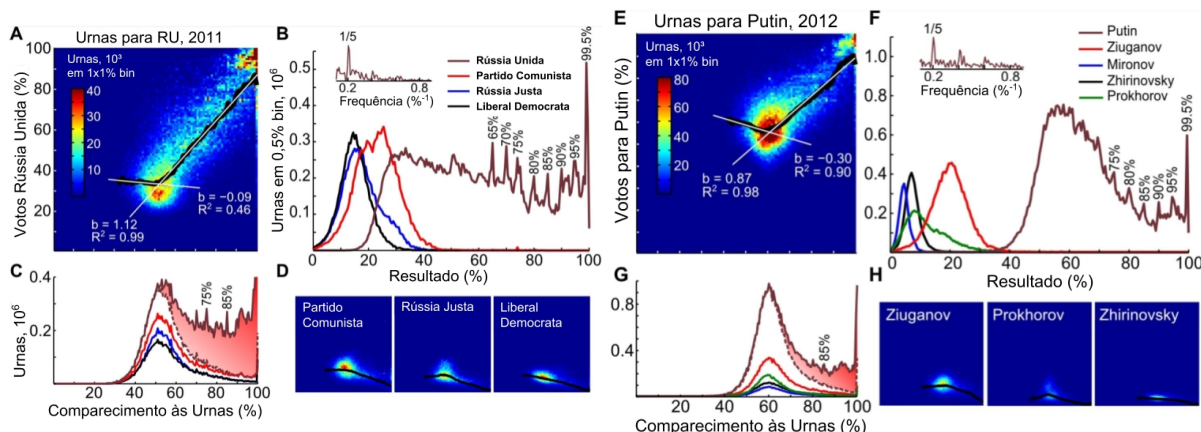 A
Urnas para RU, 2011
Urnas, 10³
em 1x1% bin
40
30
20
10
100
80
60
40
20
Votos Rússia Unida (%)
b = −0.09
R² = 0.46
b = 1.12
R² = 0.99
B
1/5
0.2 0.8
Frequência (%⁻¹)
Rússia Unida
Partido Comunista
Rússia Justa
Liberal Democrata
65%
70%
75%
80%
85%
90%
95%
99.5%
Urnas em 0,5% bin, 10⁶
0.5
0.4
0.3
0.2
0.1
0
0 20 40 60 80 100
Resultado (%)
C
0.4
0.2
Urnas, 10⁶
75%
85%
20 40 60 80 100
Comparecimento às Urnas (%)
D
Partido
Comunista
Rússia Justa
Liberal
Democrata
E
Urnas para Putin, 2012
Urnas, 10³
em 1x1% bin
80
60
40
20
100
80
60
40
20
Votos para Putin (%)
b = −0.30
R² = 0.90
b = 0.87
R² = 0.98
F
1/5
0.2 0.8
Frequência (%⁻¹)
Putin
Ziuganov
Mironov
Zhirinovsky
Prokhorov
75%
80%
85%
90%
95%
99.5%
1
0.8
0.6
0.4
0.2
0 20 40 60 80 100
Resultado (%)
G
0.8
0.4
85%
20 40 60 80 100
Comparecimento às Urnas (%)
H
Ziuganov
Prokhorov
Zhirinovsky